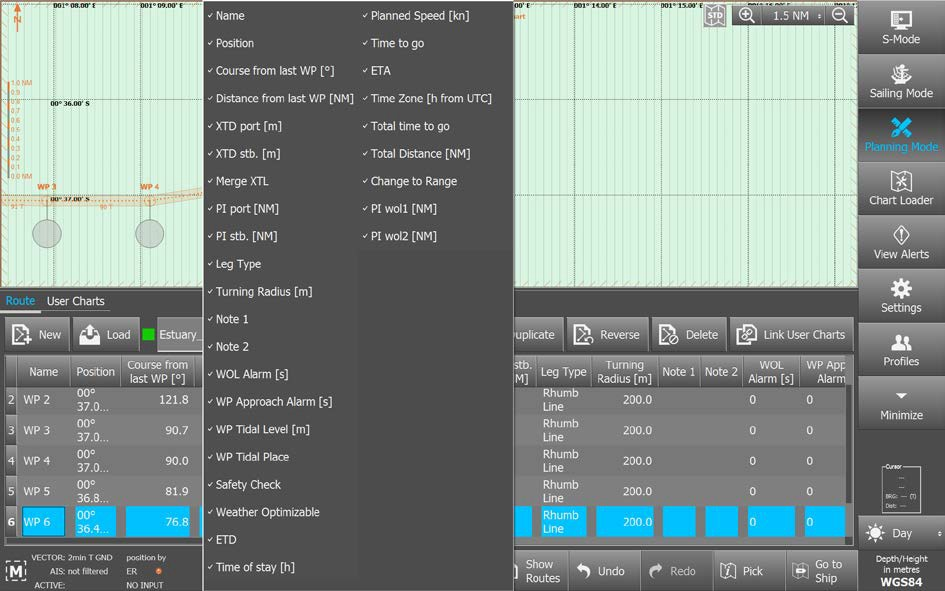 001° 08.00' E
001° 09.00' E
00' E
001° 14.00' E
001° 15.00' E
N
1.0 NM
0.9
0.8
0.7
0.6
0.5
0.4
0.3
0.2
0.1
0.0
00° 36.00' S
00° 37.00' S
WP 3
WP 4
STD
1.5 NM
✓ Name
✓ Position
✓ Course from last WP [°]
✓ Distance from last WP [NM]
✓ XTD port [m]
✓ XTD stb. [m]
✓ Merge XTL
✓ PI port [NM]
✓ PI stb. [NM]
✓ Leg Type
✓ Turning Radius [m]
✓ Note 1
✓ Note 2
✓ WOL Alarm [s]
✓ WP Approach Alarm [s]
✓ WP Tidal Level [m]
✓ WP Tidal Place
✓ Safety Check
✓ Weather Optimizable
✓ ETD
✓ Time of stay [h]
✓ Planned Speed [kn]
✓ Time to go
✓ ETA
✓ Time Zone [h from UTC]
✓ Total time to go
✓ Total Distance [NM]
✓ Change to Range
✓ PI wol1 [NM]
✓ PI wol2 [NM]
S-Mode
Sailing Mode
Planning Mode
Chart Loader
View Alerts
Settings
Profiles
Minimize
Cursor
---
---
BRG: --- (T)
Dist: ---
Day
Depth/Height
in metres
WGS84
Route User Charts
New Load Estuary uplicate Reverse Delete Link User Charts
Name Position Course from
last WP [°]
stb.
M] Leg Type Turning
Radius [m] Note 1 Note 2 WOL
Alarm [s] WP App
Alarm
2 WP 2 00°
37.0... 121.8 Rhumb
Line 200.0 0 0
3 WP 3 00°
37.0... 90.7 Rhumb
Line 200.0 0 0
4 WP 4 00°
37.0... 90.0 Rhumb
Line 200.0 0 0
5 WP 5 00°
36.8... 81.9 Rhumb
Line 200.0 0 0
6 WP 6 00°
36.4... 76.8 Rhumb
Line 200.0 0 0
[M]
VECTOR: 2min T GND
AIS: not filtered
ACTIVE:
position by
ER
NO INPUT
Show
Routes
Undo
Redo
Pick
Go to
Ship